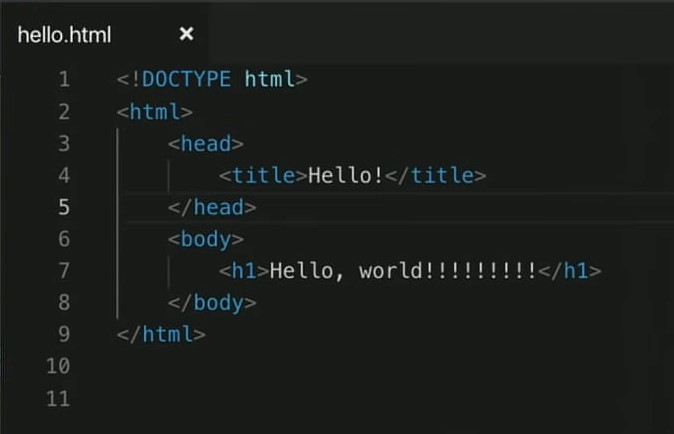 hello.html ×
1 <!DOCTYPE html>
2 <html>
3 <head>
4 <title>Hello!</title>
5 </head>
6 <body>
7 <h1>Hello, world!!!!!!!!!</h1>
8 </body>
9 </html>
10
11